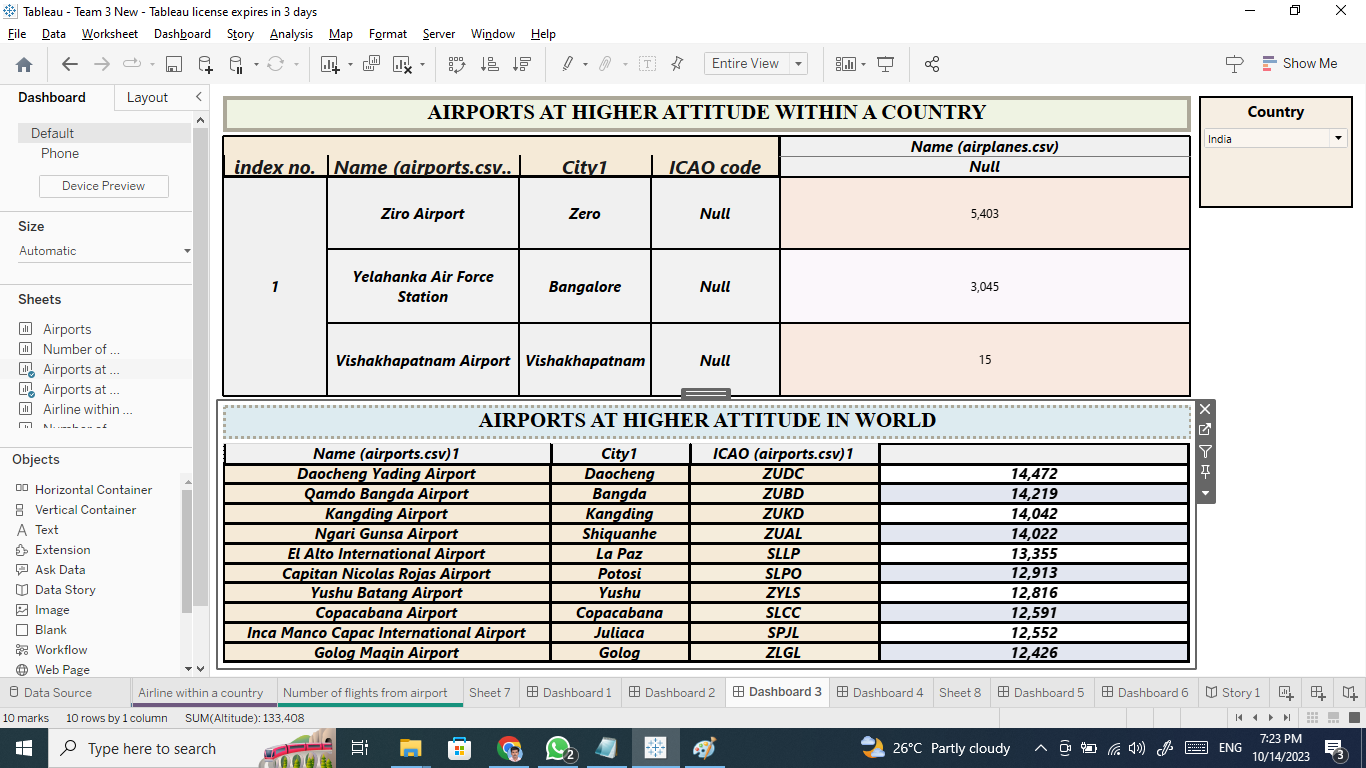 Tableau - Team 3 New - Tableau license expires in 3 days
File Data Worksheet Dashboard Story Analysis Map Format Server Window Help
Entire View
Show Me
Dashboard Layout
Default
Phone
Device Preview
Size
Automatic
Sheets
Airports
Number of ...
Airports at ...
Airports at ...
Airline within ...
Number of
Objects
Horizontal Container
Vertical Container
Text
Extension
Ask Data
Data Story
Image
Blank
Workflow
Web Page
AIRPORTS AT HIGHER ATTITUDE WITHIN A COUNTRY
Name (airplanes.csv)
index no. Name (airports.csv.. City1 ICAO code Null
Ziro Airport Zero Null 5,403
1 Yelahanka Air Force Station Bangalore Null 3,045
Vishakhapatnam Airport Vishakhapatnam Null 15
Country
India
AIRPORTS AT HIGHER ATTITUDE IN WORLD
Name (airports.csv)1 City1 ICAO (airports.csv)1
Daocheng Yading Airport Daocheng ZUDC 14,472
Qamdo Bangda Airport Bangda ZUBD 14,219
Kangding Airport Kangding ZUKD 14,042
Ngari Gunsa Airport Shiquanhe ZUAL 14,022
El Alto International Airport La Paz SLLP 13,355
Capitan Nicolas Rojas Airport Potosi SLPO 12,913
Yushu Batang Airport Yushu ZYLS 12,816
Copacabana Airport Copacabana SLCC 12,591
Inca Manco Capac International Airport Juliaca SPJL 12,552
Golog Maqin Airport Golog ZLGL 12,426
Data Source Airline within a country Number of flights from airport Sheet 7 Dashboard 1 Dashboard 2 Dashboard 3 Dashboard 4 Sheet 8 Dashboard 5 Dashboard 6 Story 1
10 marks 10 rows by 1 column SUM(Altitude): 133,408
Type here to search 2 26°C Partly cloudy ENG 7:23 PM
10/14/2023 3